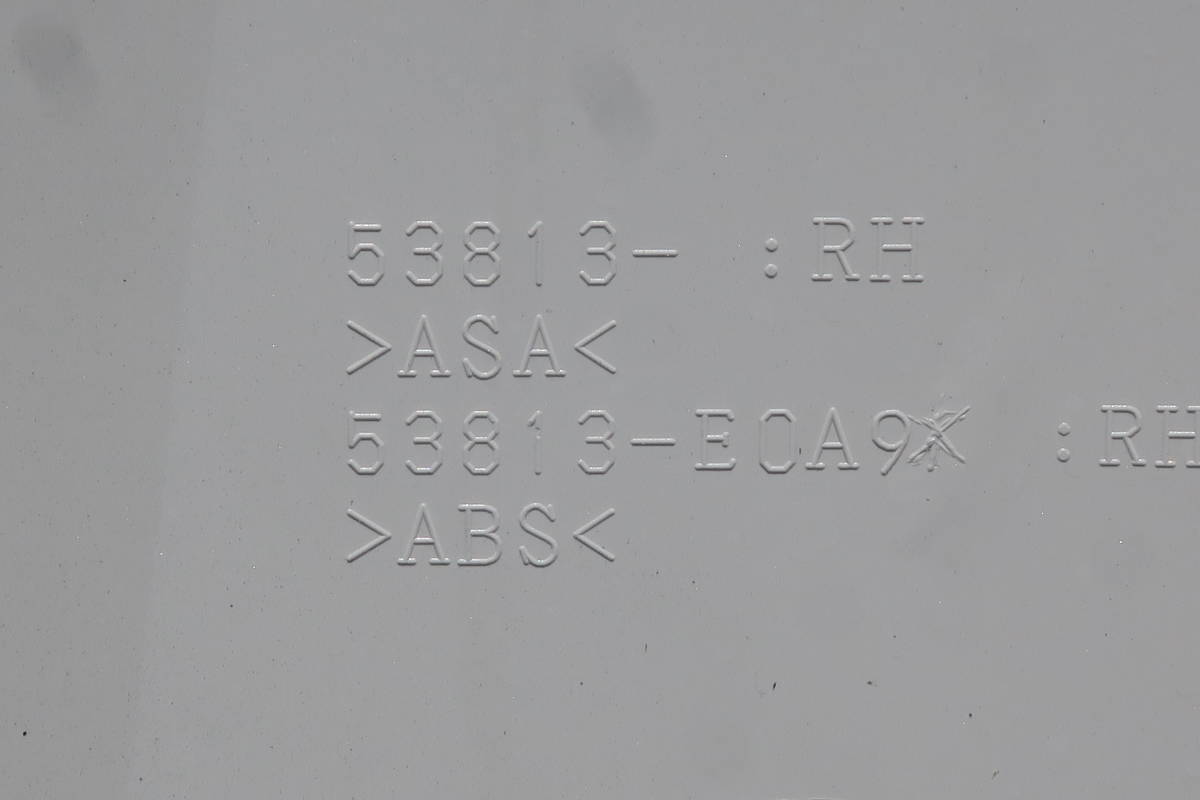 53813- :RH
>ASA<
53813-E0A9 :RH
>ABS<